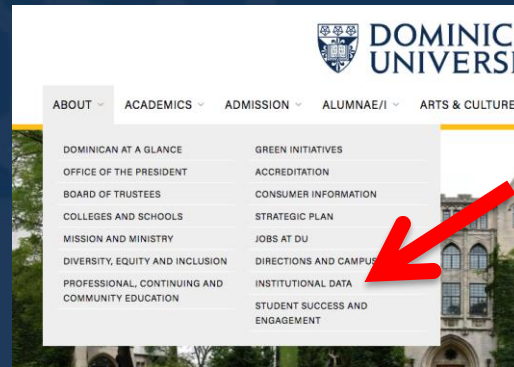 DOMINIC
UNIVERSI
ABOUT
ACADEMICS
ADMISSION
ALUMNAE/I
ARTS & CULTURE
DOMINICAN AT A GLANCE
OFFICE OF THE PRESIDENT
BOARD OF TRUSTEES
COLLEGES AND SCHOOLS
MISSION AND MINISTRY
DIVERSITY, EQUITY AND INCLUSION
PROFESSIONAL, CONTINUING AND
COMMUNITY EDUCATION
GREEN INITIATIVES
ACCREDITATION
CONSUMER INFORMATION
STRATEGIC PLAN
JOBS AT DU
DIRECTIONS AND CAMPUS
INSTITUTIONAL DATA
STUDENT SUCCESS AND
ENGAGEMENT